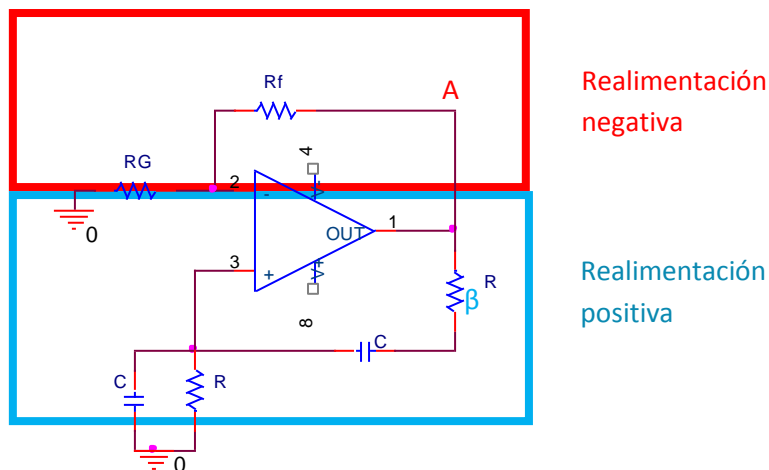 Rf
A
Realimentación
negativa
RG
4
2
V-
-
0
OUT
1
3
+
V+
R
β
Realimentación
positiva
8
C
C
R
0